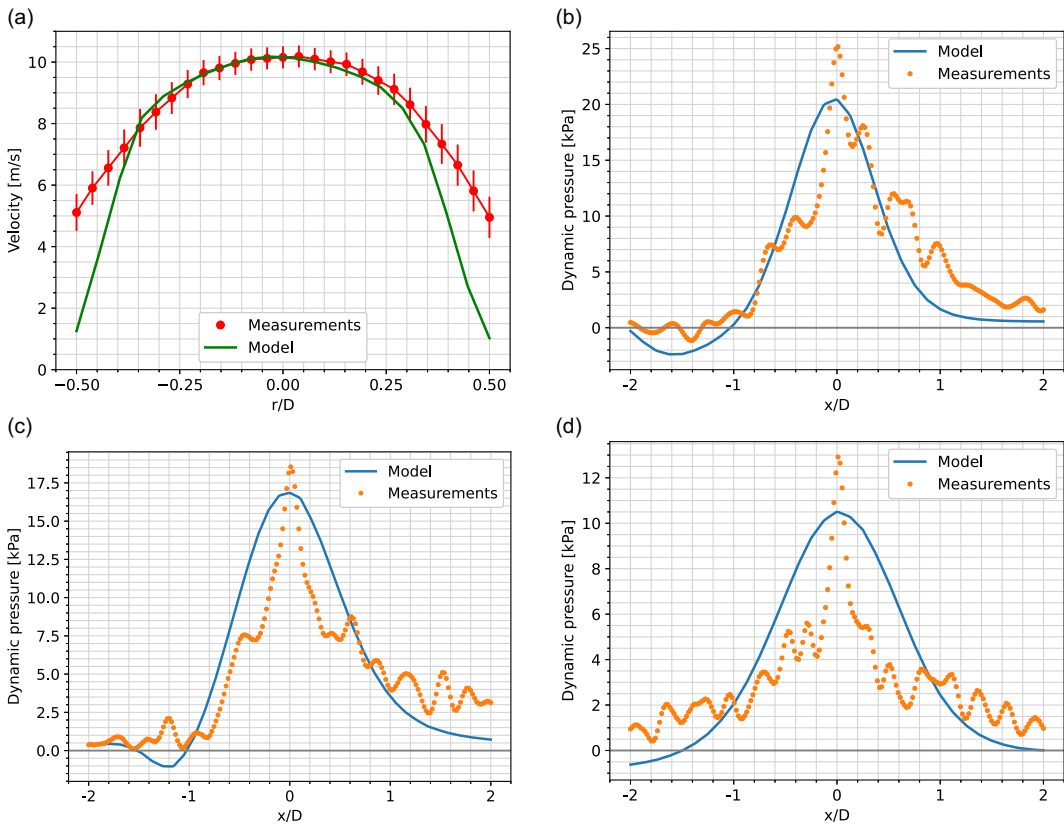 (a)
Velocity [m/s]
10
8
6
4
2
0
Measurements
Model
−0.50
−0.25
0.00
0.25
0.50
r/D
(b)
Dynamic pressure [kPa]
25
20
15
10
5
0
Model
Measurements
-2
-1
0
1
2
x/D
(c)
Dynamic pressure [kPa]
17.5
15.0
12.5
10.0
7.5
5.0
2.5
0.0
Model
Measurements
-2
-1
0
1
2
x/D
(d)
Dynamic pressure [kPa]
12
10
8
6
4
2
0
Model
Measurements
-2
-1
0
1
2
x/D